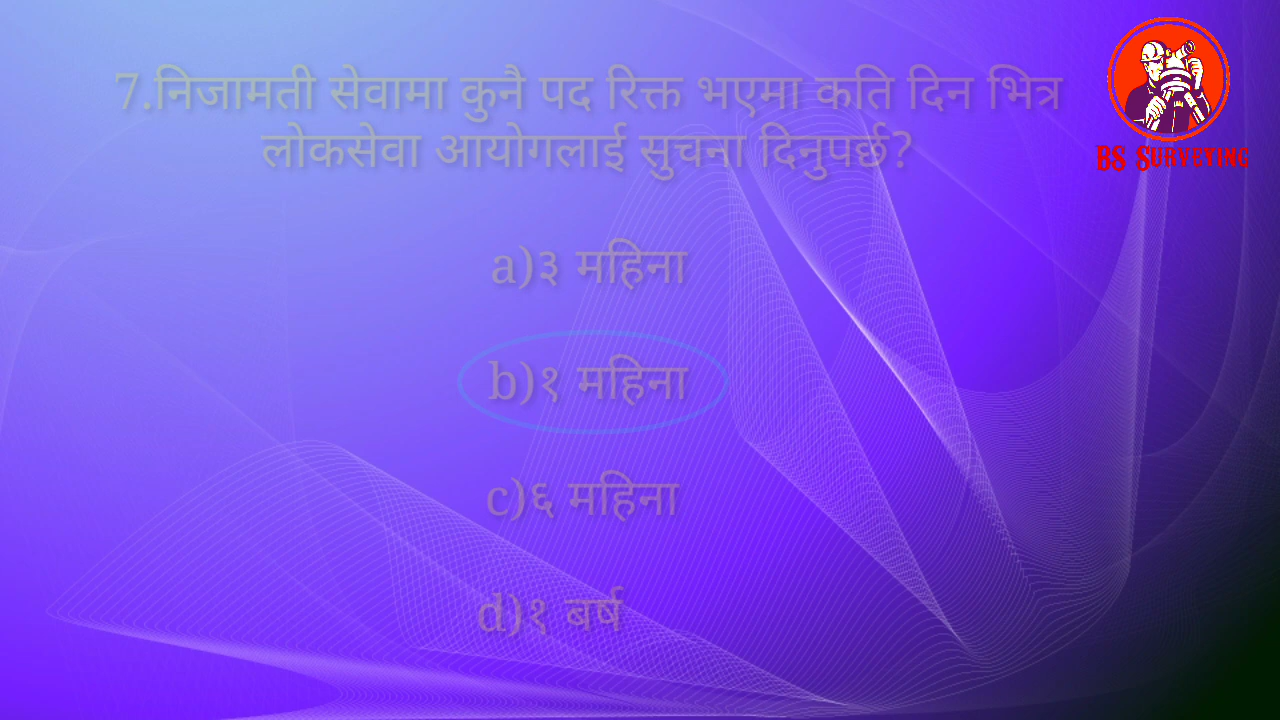 7.निजामती सेवामा कुनै पद रिक्त भएमा कति दिन भित्र
लोकसेवा आयोगलाई सुचना दिनुपर्छ?
a)३ महिना
b)१ महिना
c)६ महिना
d)१ बर्ष
BS SURVEYING